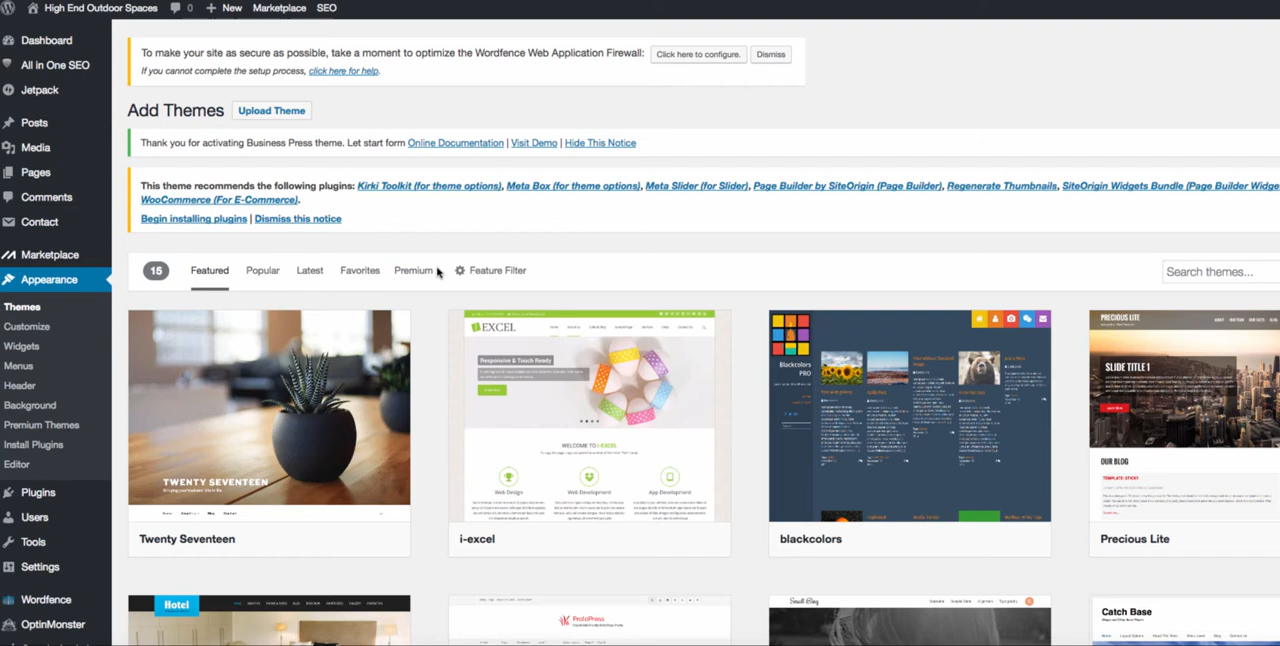 High End Outdoor Spaces 0 New Marketplace SEO
Dashboard
All in One SEO
Jetpack
Posts
Media
Pages
Comments
Contact
Marketplace
Appearance
Themes
Customize
Widgets
Menus
Header
Background
Premium Themes
Install Plugins
Editor
Plugins
Users
Tools
Settings
Wordfence
OptinMonster
To make your site as secure as possible, take a moment to optimize the Wordfence Web Application Firewall: Click here to configure. Dismiss
If you cannot complete the setup process, click here for help.
Add Themes Upload Theme
Thank you for activating Business Press theme. Let start form Online Documentation | Visit Demo | Hide This Notice
This theme recommends the following plugins: Kirki Toolkit (for theme options), Meta Box (for theme options), Meta Slider (for Slider), Page Builder by SiteOrigin (Page Builder), Regenerate Thumbnails, SiteOrigin Widgets Bundle (Page Builder Widge
WooCommerce (For E-Commerce).
Begin installing plugins | Dismiss this notice
15 Featured Popular Latest Favorites Premium Feature Filter Search themes...
TWENTY SEVENTEEN
Twenty Seventeen
EXCEL
Responsive & Touch Ready
WELCOME TO I-EXCEL
Web Design Web Development App Development
i-excel
Blackcolors
PRO
blackcolors
PRECIOUS LITE
SLIDE TITLE 1
OUR BLOG
TEMPLATE: STICKY
Precious Lite
Hotel
ProtoPress
Small Blog
Catch Base